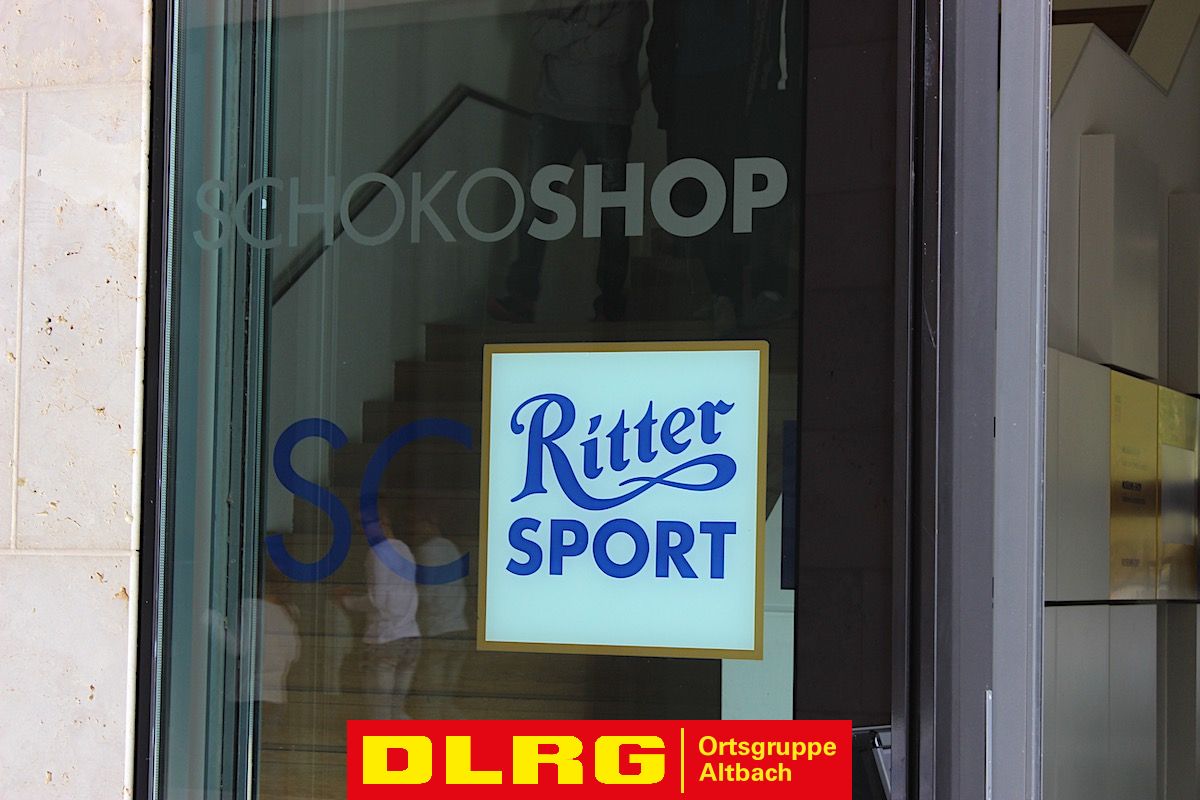 SCHOKOSHOP
SC
Ritter
SPORT
DLRG
Ortsgruppe
Altbach